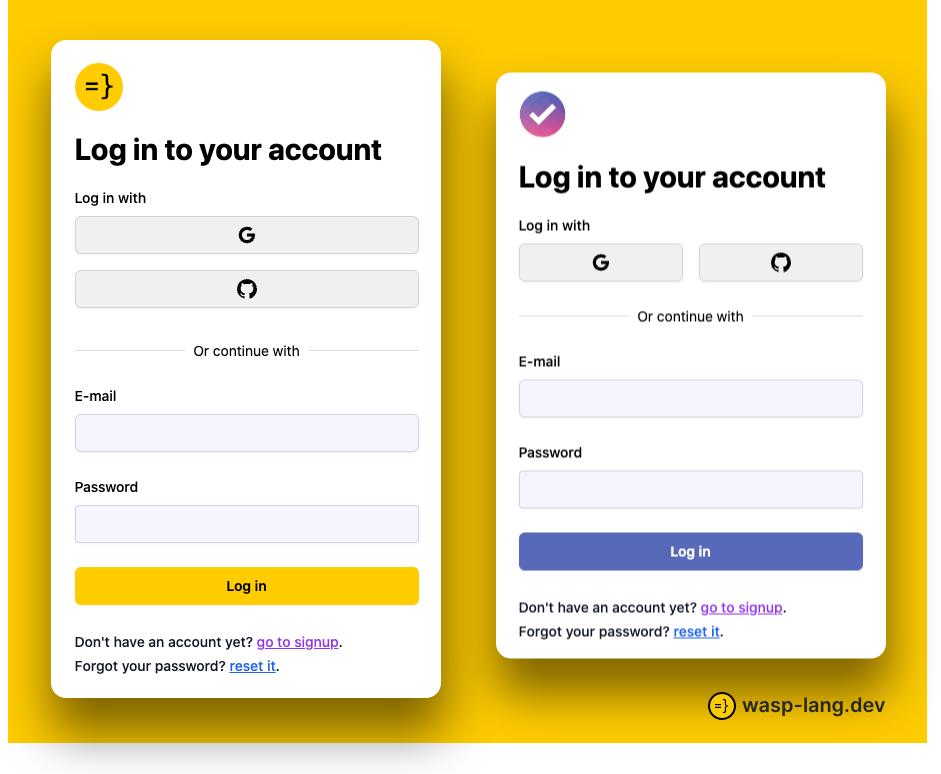 =}
Log in to your account
Log in with
G
Or continue with
E-mail
Password
Log in
Don't have an account yet? go to signup.
Forgot your password? reset it.
Log in to your account
Log in with
G
Or continue with
E-mail
Password
Log in
Don't have an account yet? go to signup.
Forgot your password? reset it.
=} wasp-lang.dev